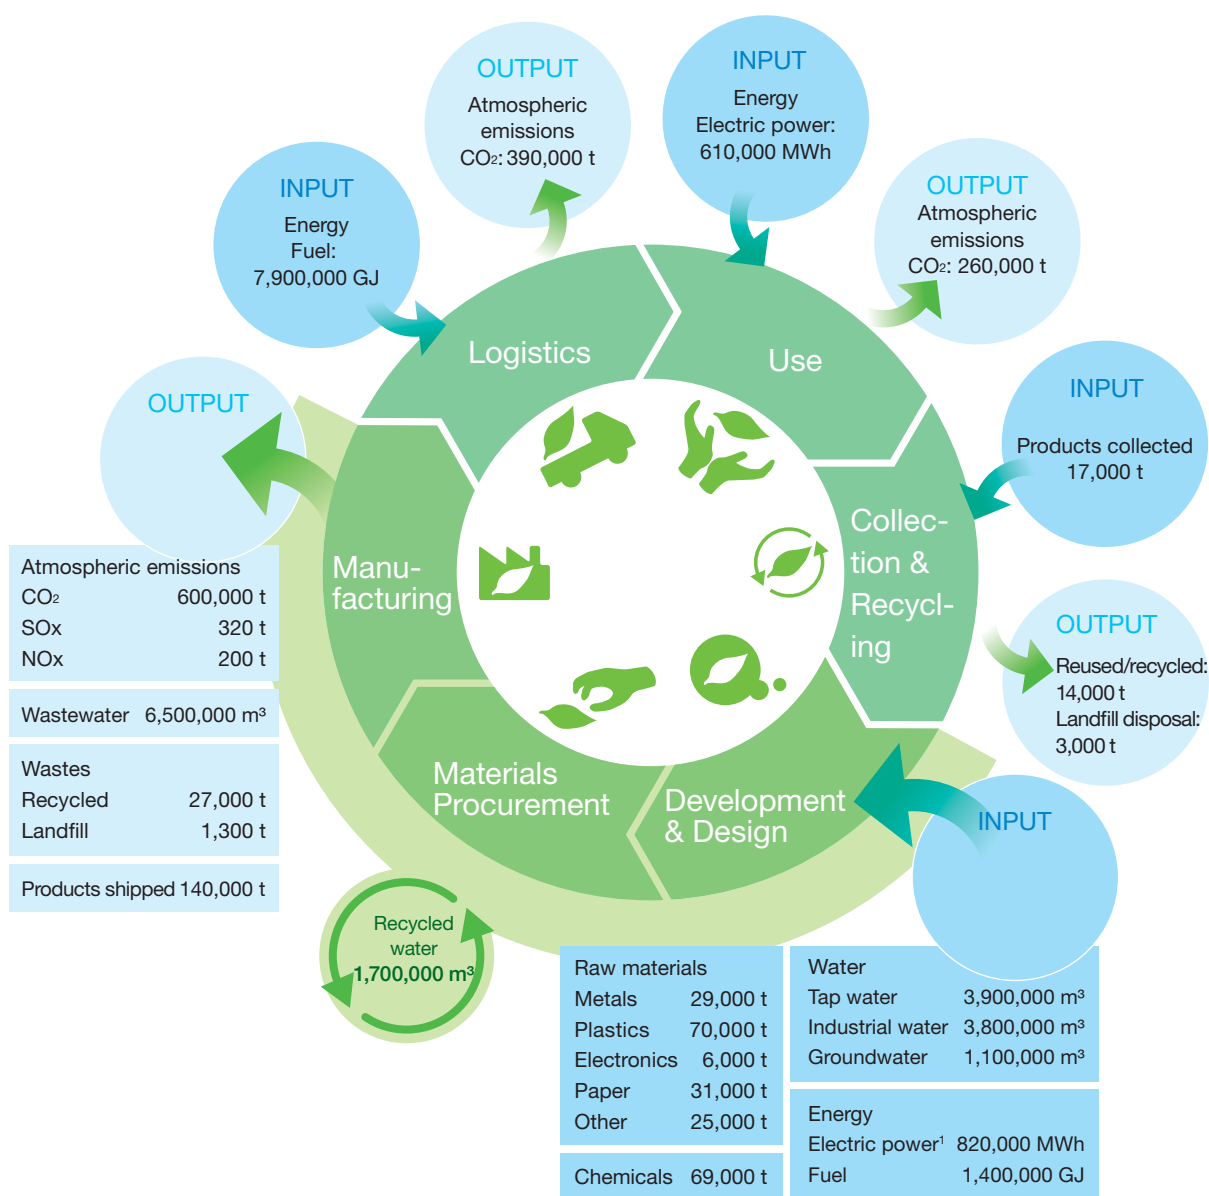 OUTPUT
Atmospheric
emissions
CO2: 390,000 t
INPUT
Energy
Electric power:
610,000 MWh
INPUT
Energy
Fuel:
7,900,000 GJ
OUTPUT
Atmospheric
emissions
CO2: 260,000 t
Logistics
Use
OUTPUT
INPUT
Products collected
17,000 t
Collec-
tion &
Recycl-
ing
Manu-
facturing
Atmospheric emissions
CO2 600,000 t
SOx 320 t
NOx 200 t
Wastewater 6,500,000 m³
Wastes
Recycled 27,000 t
Landfill 1,300 t
Products shipped 140,000 t
OUTPUT
Reused/recycled:
14,000 t
Landfill disposal:
3,000 t
Materials
Procurement
Development
& Design
INPUT
Recycled
water
1,700,000 m³
Raw materials
Metals 29,000 t
Plastics 70,000 t
Electronics 6,000 t
Paper 31,000 t
Other 25,000 t
Chemicals 69,000 t
Water
Tap water 3,900,000 m³
Industrial water 3,800,000 m³
Groundwater 1,100,000 m³
Energy
Electric power¹ 820,000 MWh
Fuel 1,400,000 GJ